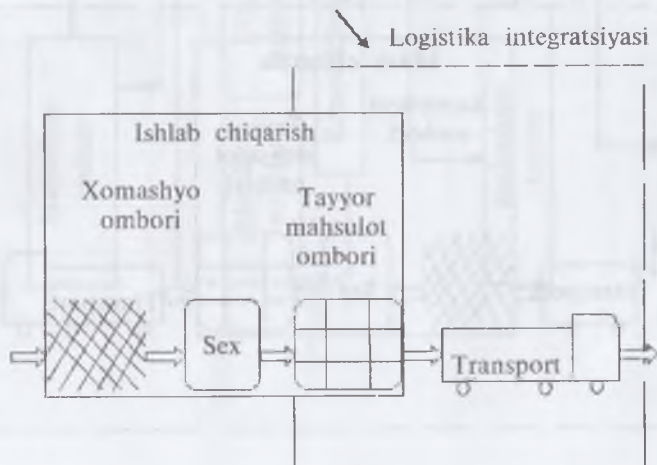 Logistika integratsiyasi
Ishlab chiqarish
Xomashyo
ombori
Tayyor
mahsulot
ombori
Sex
Transport